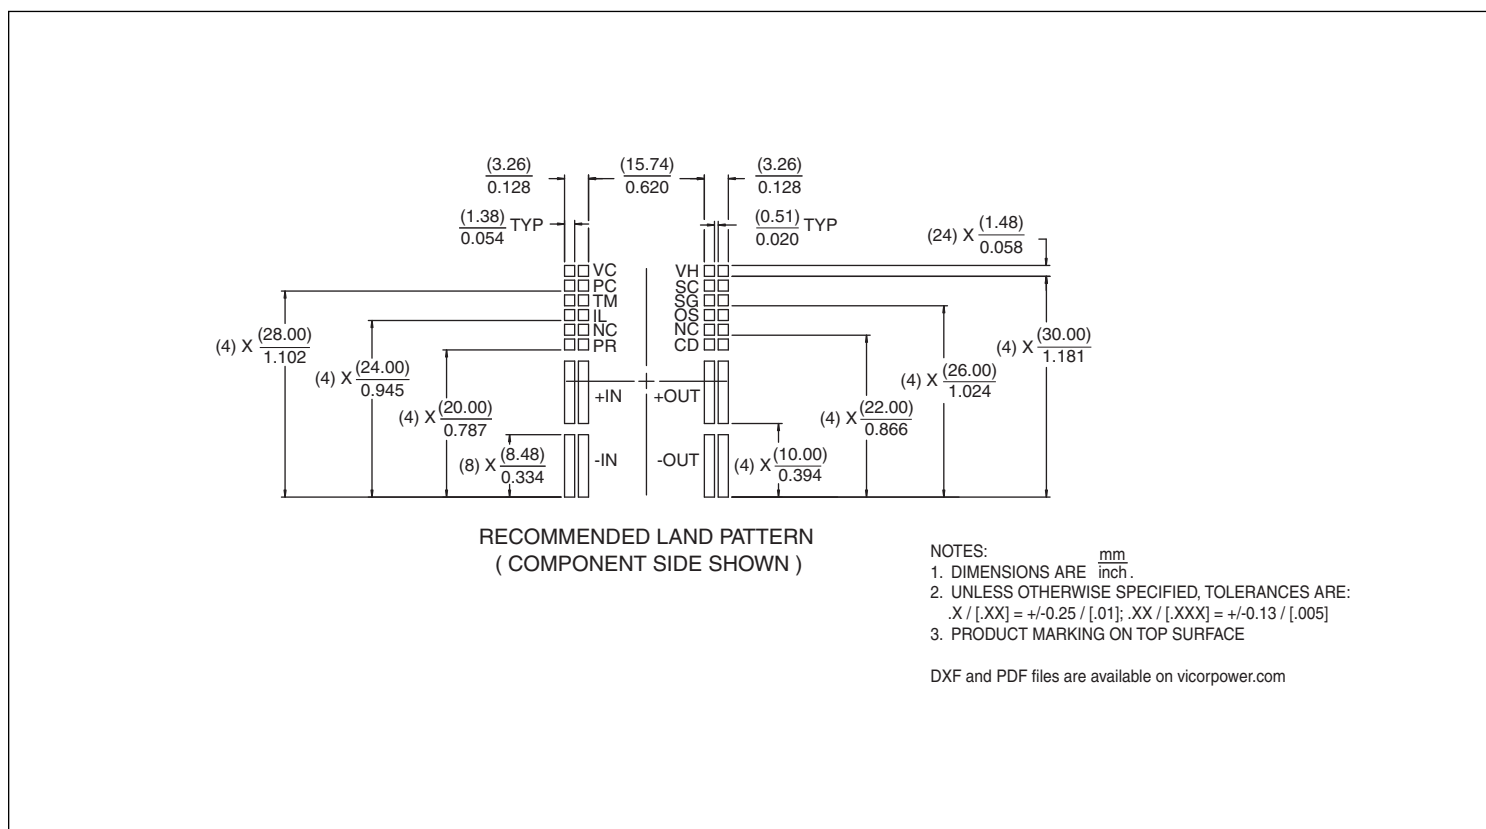 (3.26) (15.74) (3.26)
0.128 0.620 0.128
(1.38) TYP (0.51) TYP
0.054 0.020
(24) X (1.48)
0.058
VC VH
PC SC
TM SG
IL OS
NC NC
PR CD
(4) X (28.00)
1.102
(4) X (24.00)
0.945
(4) X (20.00)
0.787
(8) X (8.48)
0.334
+IN +OUT
-IN -OUT
(4) X (10.00)
0.394
(4) X (22.00)
0.866
(4) X (26.00)
1.024
(4) X (30.00)
1.181
RECOMMENDED LAND PATTERN
( COMPONENT SIDE SHOWN )
NOTES:
1. DIMENSIONS ARE mm
inch .
2. UNLESS OTHERWISE SPECIFIED, TOLERANCES ARE:
.X / [.XX] = +/-0.25 / [.01]; .XX / [.XXX] = +/-0.13 / [.005]
3. PRODUCT MARKING ON TOP SURFACE
DXF and PDF files are available on vicorpower.com